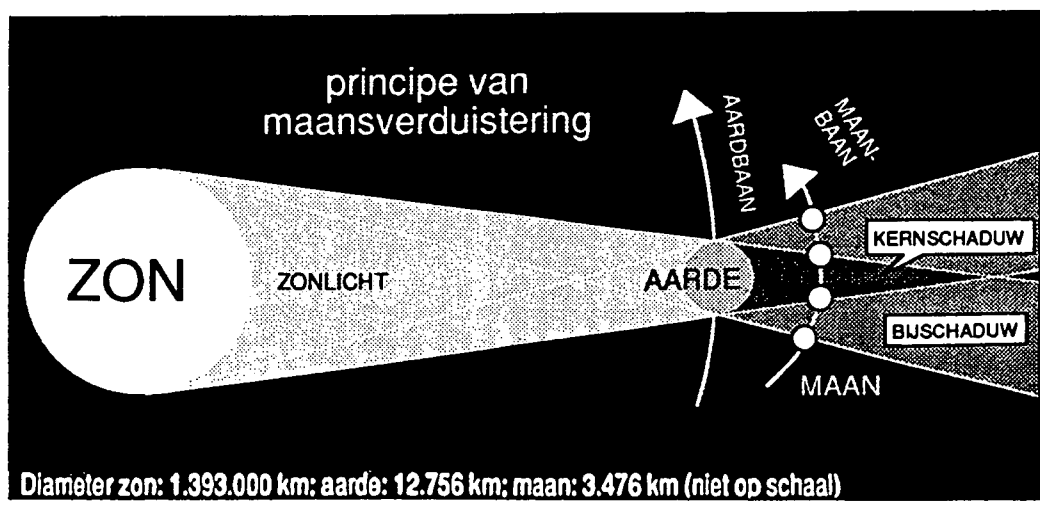 principe van
maansverduistering
AARDBAAN
MAAN-
BAAN
KERNSCHADUW
ZON
ZONLICHT
AARDE
BIJSCHADUW
MAAN
Diameter zon: 1.393.000 km; aarde: 12.756 km; maan: 3.476 km (niet op schaal)